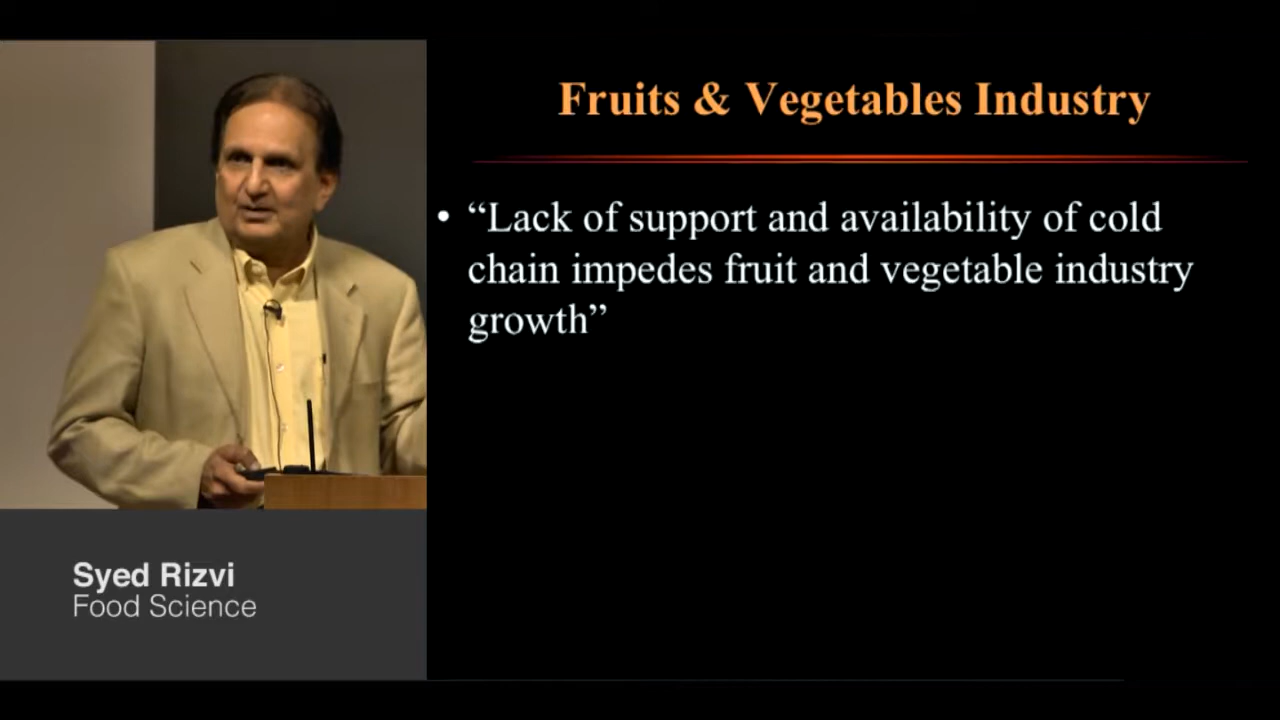 Fruits & Vegetables Industry
• “Lack of support and availability of cold
chain impedes fruit and vegetable industry
growth”
Syed Rizvi
Food Science